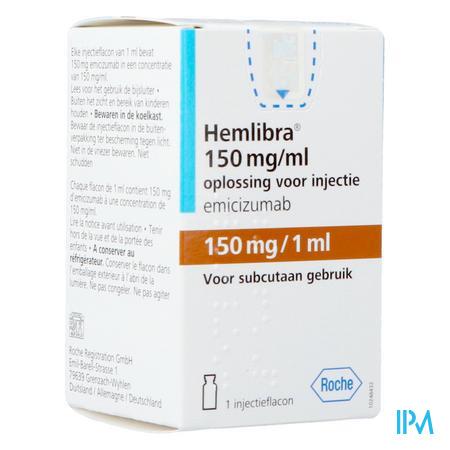 Elke injectieflacon van 1 ml bevat
150 mg emicizumab in een concentratie
van 150 mg/ml.
Lees voor het gebruik de bijsluiter •
Buiten het zicht en bereik van kinderen
houden • Bewaren in de koelkast.
Bewaar de injectieflacon in de buiten-
verpakking ter bescherming tegen licht.
Niet in de vriezer bewaren. Niet
schudden
Chaque flacon de 1 ml contient 150 mg
d'emicizumab à une concentration de
150 mg/ml.
Lire la notice avant utilisation • Tenir
hors de la vue et de la portée des
enfants • A conserver au
réfrigérateur. Conserver le flacon dans
l'emballage extérieur à l'abri de la
lumière. Ne pas congeler. Ne pas agiter
Roche Registration GmbH
Emil-Barell-Strasse 1
79639 Grenzach-Wyhlen
Duitsland / Allemagne / Deutschland
Hemlibra®
150 mg/ml
oplossing voor injectie
emicizumab
150 mg/1 ml
Voor subcutaan gebruik
1 injectieflacon
Roche
IPM